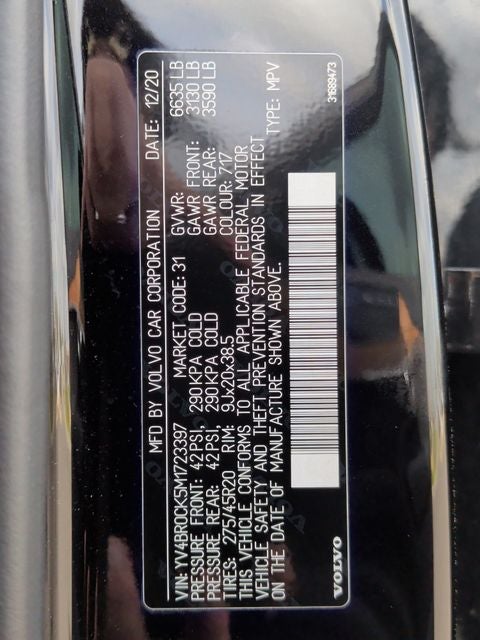 MFD BY VOLVO CAR CORPORATION DATE: 12/20
VIN: YV4BR0CK5M1723397 MARKET CODE: 31 GVWR: 6635 LB
PRESSURE FRONT: 42 PSI, 290 KPA COLD GAWR FRONT: 3130 LB
PRESSURE REAR: 42 PSI, 290 KPA COLD GAWR REAR: 3590 LB
TIRES: 275/45R20 RIM: 9Jx20x38.5 COLOUR: 717
THIS VEHICLE CONFORMS TO ALL APPLICABLE FEDERAL MOTOR
VEHICLE SAFETY AND THEFT PREVENTION STANDARDS IN EFFECT
ON THE DATE OF MANUFACTURE SHOWN ABOVE. TYPE: MPV
VOLVO 31689473